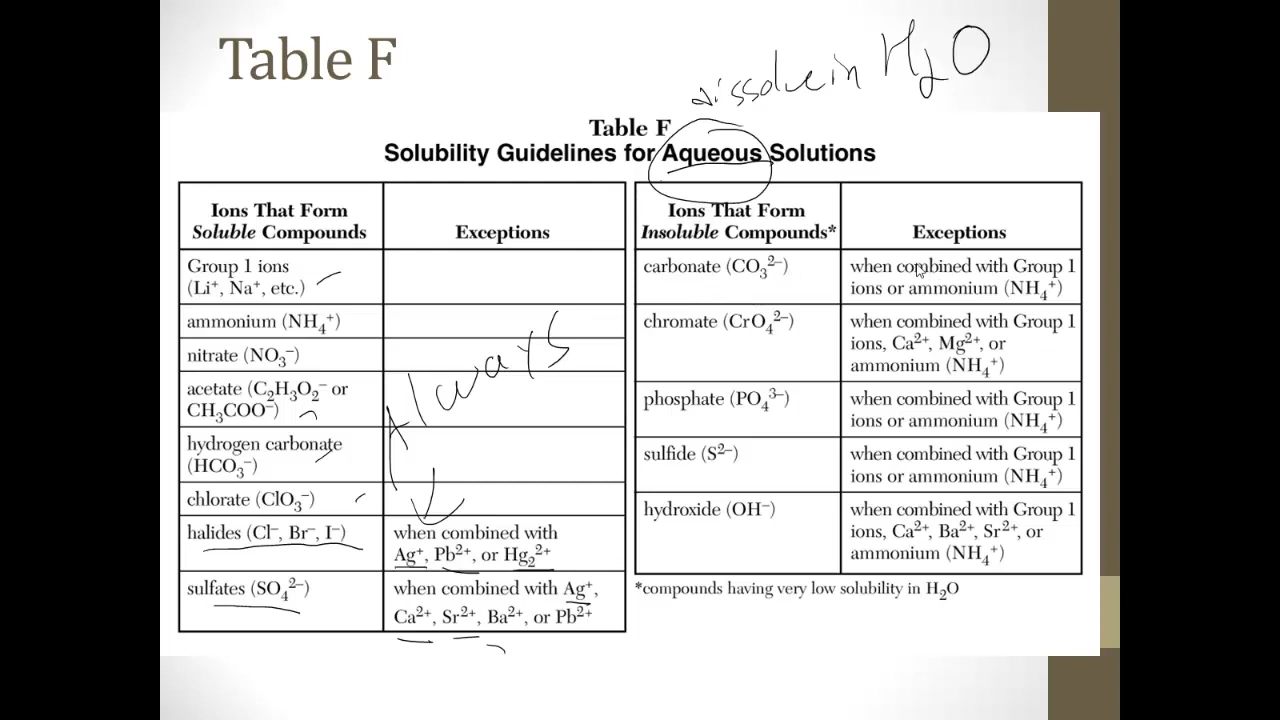 Table F
dissolve in H₂O
Table F
Solubility Guidelines for Aqueous Solutions
Ions That Form
Soluble Compounds
Exceptions
Group 1 ions
(Li⁺, Na⁺, etc.)
ammonium (NH₄⁺)
nitrate (NO₃⁻)
acetate (C₂H₃O₂⁻ or
CH₃COO⁻)
hydrogen carbonate
(HCO₃⁻)
chlorate (ClO₃⁻)
Always
halides (Cl⁻, Br⁻, I⁻)
when combined with
Ag⁺, Pb²⁺, or Hg₂²⁺
sulfates (SO₄²⁻)
when combined with Ag⁺,
Ca²⁺, Sr²⁺, Ba²⁺, or Pb²⁺
Ions That Form
Insoluble Compounds*
Exceptions
carbonate (CO₃²⁻)
when combined with Group 1
ions or ammonium (NH₄⁺)
chromate (CrO₄²⁻)
when combined with Group 1
ions, Ca²⁺, Mg²⁺, or
ammonium (NH₄⁺)
phosphate (PO₄³⁻)
when combined with Group 1
ions or ammonium (NH₄⁺)
sulfide (S²⁻)
when combined with Group 1
ions or ammonium (NH₄⁺)
hydroxide (OH⁻)
when combined with Group 1
ions, Ca²⁺, Ba²⁺, Sr²⁺, or
ammonium (NH₄⁺)
*compounds having very low solubility in H₂O